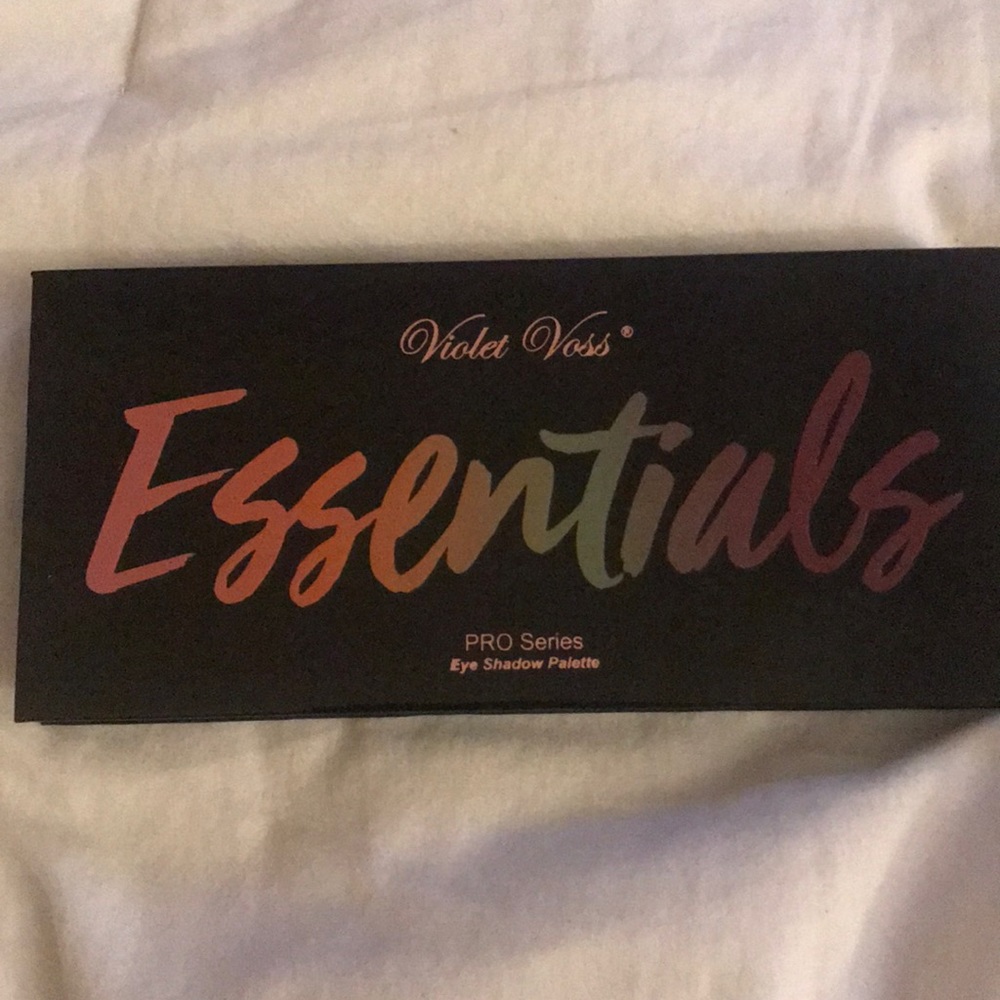 Violet Voss®
Essentials
PRO Series
Eye Shadow Palette